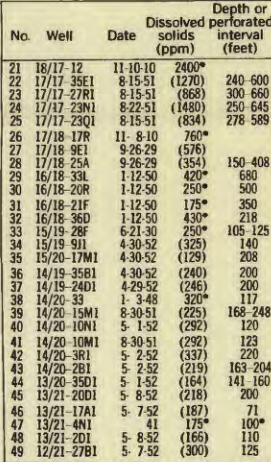 Depth or
Dissolved perforated
No. Well Date solids interval
(ppm) (feet)
21 18/17-12 11-10-10 2400*
22 17/17-35E1 8-15-51 (1270) 240-600
23 17/17-27R1 8-15-51 (868) 300-660
24 17/17-23N1 8-22-51 (1480) 250-645
25 17/17-23Q1 8-15-51 (834) 278-589
26 17/18-17R 11- 8-10 760*
27 17/18-9E1 9-26-29 (576)
28 17/18-25A 9-26-29 (354) 150-408
29 16/18-33L 1-12-50 420* 680
30 16/18-20R 1-12-50 250* 500
31 16/18-21F 1-12-50 175* 350
32 16/18-36D 1-12-50 430* 218
33 15/19-28F 6-21-30 250* 105-125
34 15/19-9J1 4-30-52 (325) 140
35 15/20-17M1 4-30-52 (129) 208
36 14/19-35B1 4-30-52 (240) 200
37 14/19-24D1 4-29-52 (246) 200
38 14/20-33 1- 3-48 320* 117
39 14/20-15M1 8-30-51 (225) 168-248
40 14/20-10N1 5- 1-52 (292) 120
41 14/20-10M1 8-30-51 (292) 123
42 14/20-3R1 5- 2-52 (337) 220
43 14/20-2B1 5- 2-52 (219) 163-204
44 13/20-35D1 5- 1-52 (164) 141-160
45 13/21-20D1 5- 8-52 (218) 200
46 13/21-17A1 5- 7-52 (187) 71
47 13/21-4N1 41 175* 100*
48 13/21-2D1 5- 8-52 (166) 110
49 12/21-27B1 5- 7-52 (300) 125